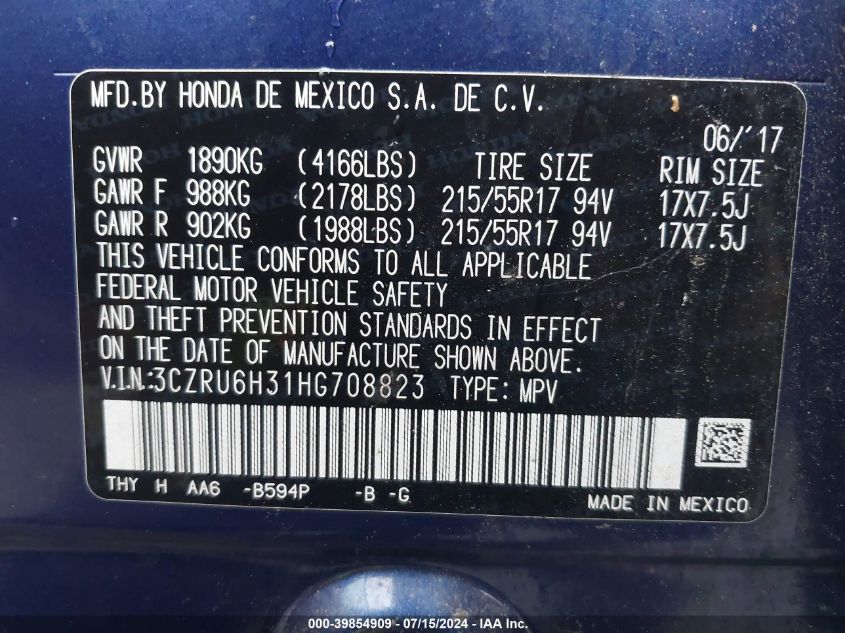 MFD.BY HONDA DE MEXICO S.A. DE C.V.
06/'17
GVWR 1890KG (4166LBS) TIRE SIZE RIM SIZE
GAWR F 988KG (2178LBS) 215/55R17 94V 17X7.5J
GAWR R 902KG (1988LBS) 215/55R17 94V 17X7.5J
THIS VEHICLE CONFORMS TO ALL APPLICABLE
FEDERAL MOTOR VEHICLE SAFETY
AND THEFT PREVENTION STANDARDS IN EFFECT
ON THE DATE OF MANUFACTURE SHOWN ABOVE.
V.I.N.:3CZRU6H31HG708823 TYPE: MPV
THY H AA6 -B594P -B -G
MADE IN MEXICO
000-39854909 - 07/15/2024 - © IAA, Inc.